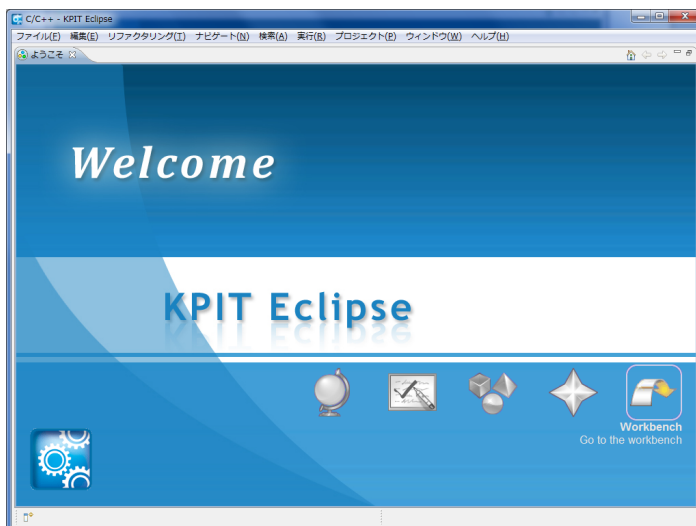 C/C++ - KPIT Eclipse
ファイル(F) 編集(E) リファクタリング(T) ナビゲート(N) 検索(A) 実行(R) プロジェクト(P) ウィンドウ(W) ヘルプ(H)
ようこそ
Welcome
KPIT Eclipse
Workbench
Go to the workbench